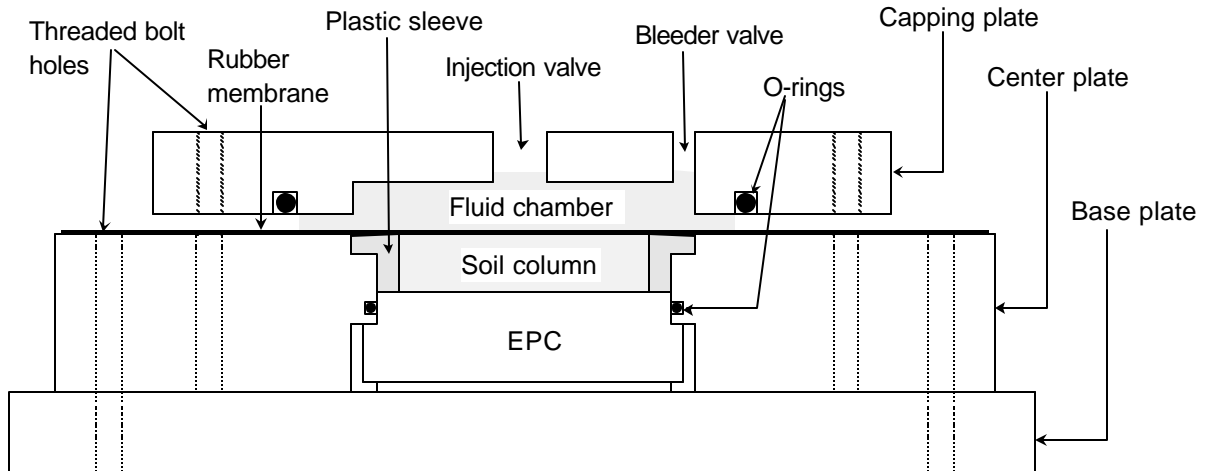 Threaded bolt
holes
Rubber
membrane
Plastic sleeve
Injection valve
Bleeder valve
O-rings
Capping plate
Center plate
Base plate
Fluid chamber
Soil column
EPC